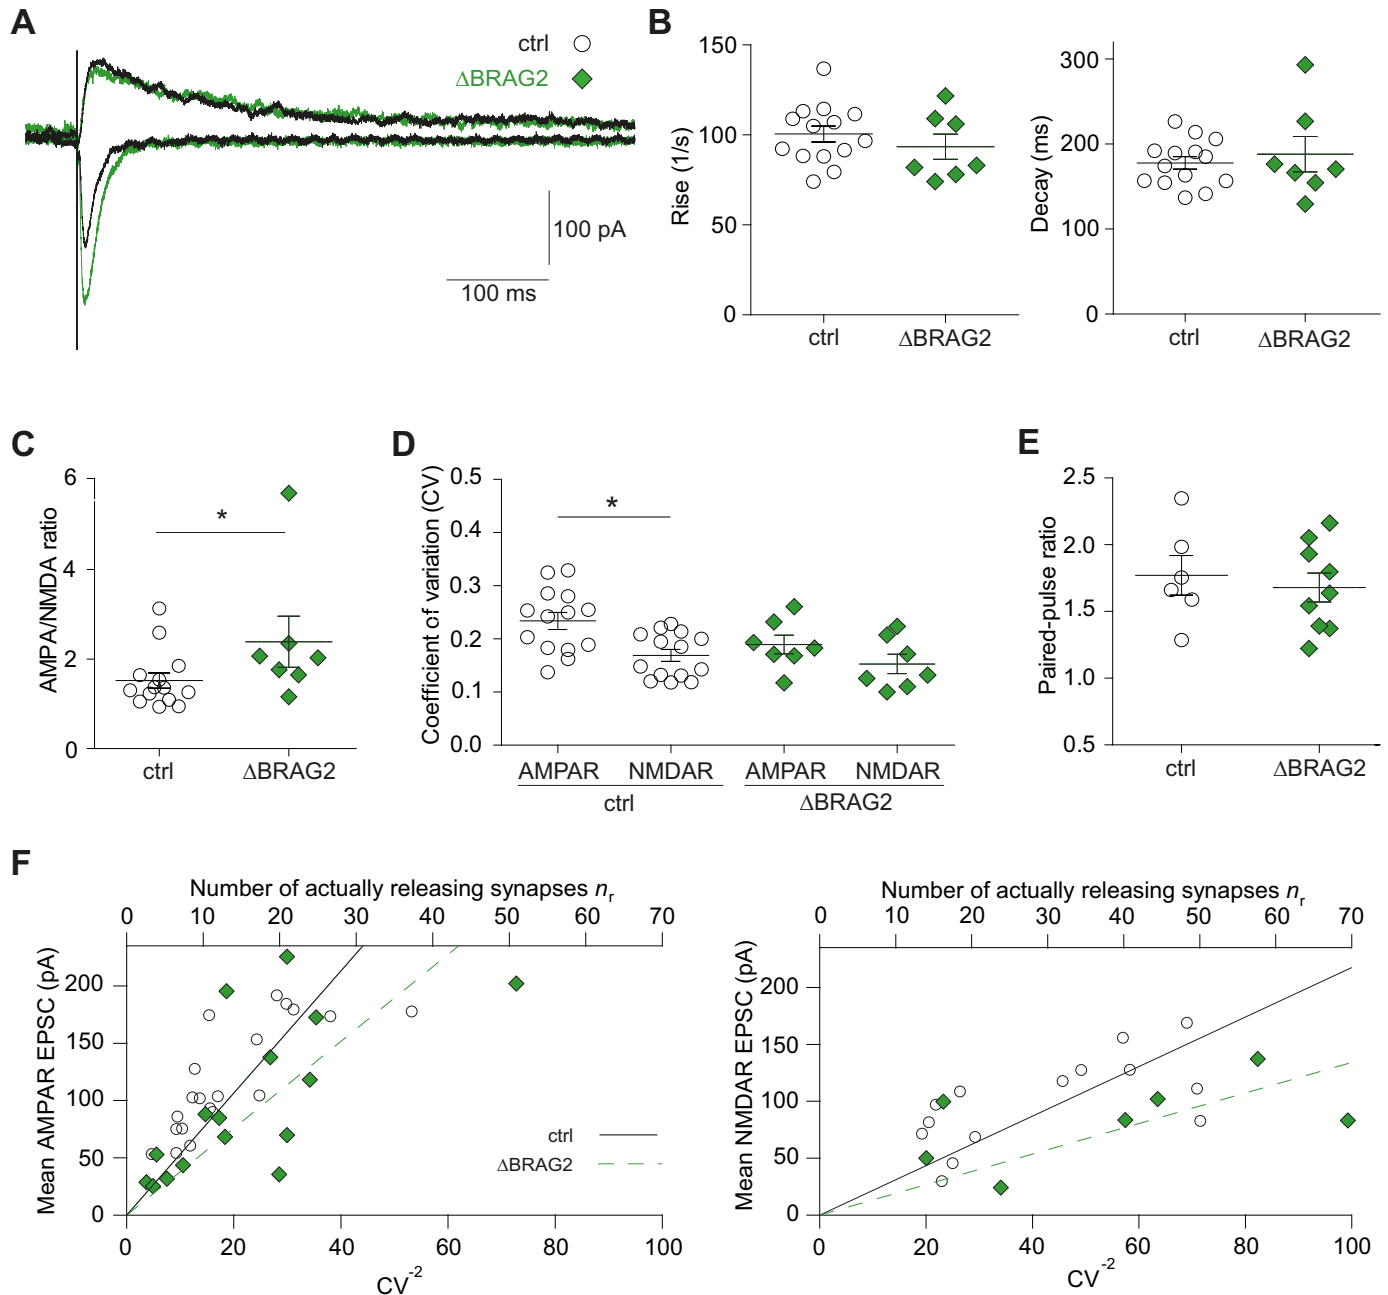 A
ctrl
ΔBRAG2
100 pA
100 ms
B
Rise (1/s)
150
100
50
0
ctrl
ΔBRAG2
Decay (ms)
300
200
100
0
ctrl
ΔBRAG2
C
AMPA/NMDA ratio
6
4
2
0
*
ctrl
ΔBRAG2
D
Coefficient of variation (CV)
0.5
0.4
0.3
0.2
0.1
0.0
*
AMPAR NMDAR AMPAR NMDAR
ctrl
ΔBRAG2
E
Paired-pulse ratio
2.5
2.0
1.5
1.0
0.5
ctrl
ΔBRAG2
F
Number of actually releasing synapses nr
0 10 20 30 40 50 60 70
Mean AMPAR EPSC (pA)
200
150
100
50
0
ctrl
ΔBRAG2
0 20 40 60 80 100
CV-2
Number of actually releasing synapses nr
0 10 20 30 40 50 60 70
Mean NMDAR EPSC (pA)
200
150
100
50
0
0 20 40 60 80 100
CV-2